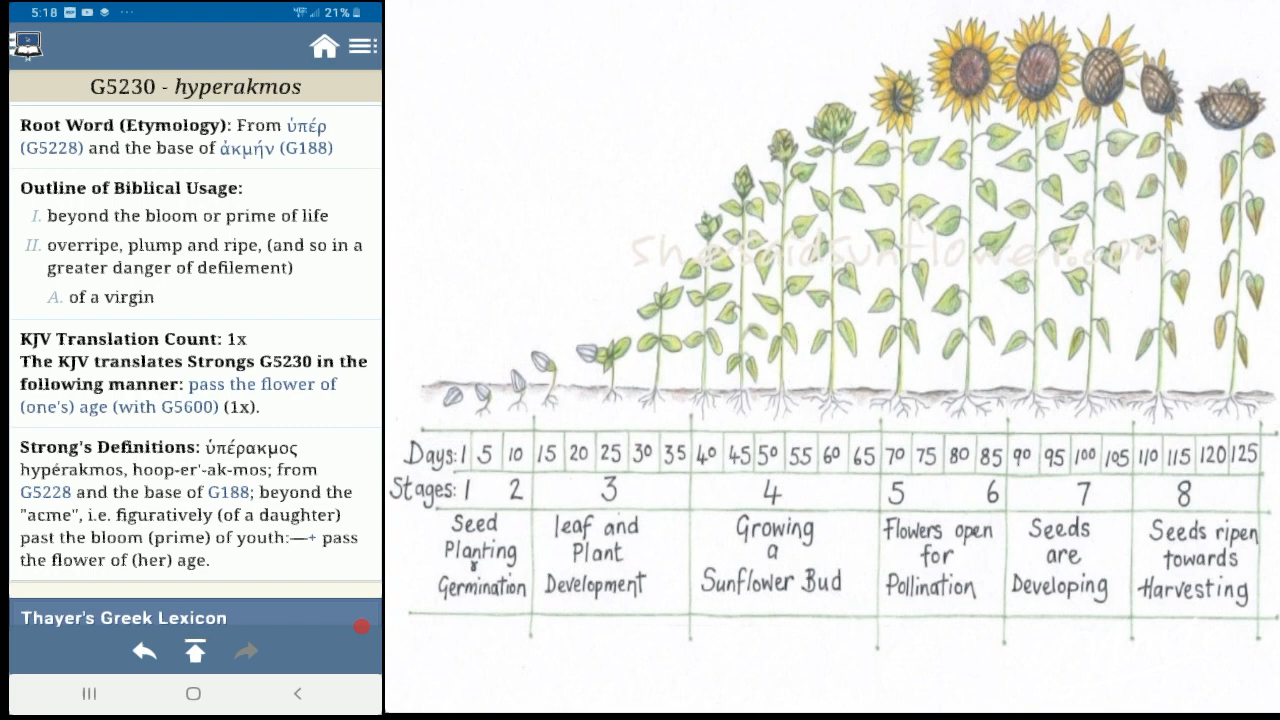 5:18
21%
G5230 - hyperakmos
Root Word (Etymology): From ὑπέρ
(G5228) and the base of ἀκμήν (G188)
Outline of Biblical Usage:
I. beyond the bloom or prime of life
II. overripe, plump and ripe, (and so in a
greater danger of defilement)
A. of a virgin
KJV Translation Count: 1x
The KJV translates Strongs G5230 in the
following manner: pass the flower of
(one's) age (with G5600) (1x).
Strong's Definitions: ὑπέρακμος
hypérakmos, hoop-er'-ak-mos; from
G5228 and the base of G188; beyond the
"acme", i.e. figuratively (of a daughter)
past the bloom (prime) of youth:—+ pass
the flower of (her) age.
Thayer's Greek Lexicon
shesaidsunflower.com
Days: 1 5 10 15 20 25 30 35 40 45 50 55 60 65 70 75 80 85 90 95 100 105 110 115 120 125
Stages: 1 2 3 4 5 6 7 8
Seed
Planting
&
Germination
leaf and
Plant
Development
Growing
a
Sunflower Bud
Flowers open
for
Pollination
Seeds
are
Developing
Seeds ripen
towards
Harvesting